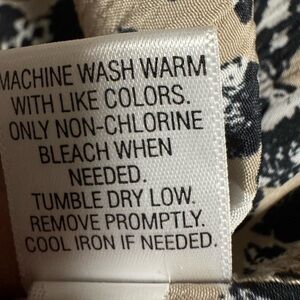 MACHINE WASH WARM
WITH LIKE COLORS.
ONLY NON-CHLORINE
BLEACH WHEN
NEEDED.
TUMBLE DRY LOW.
REMOVE PROMPTLY.
COOL IRON IF NEEDED.